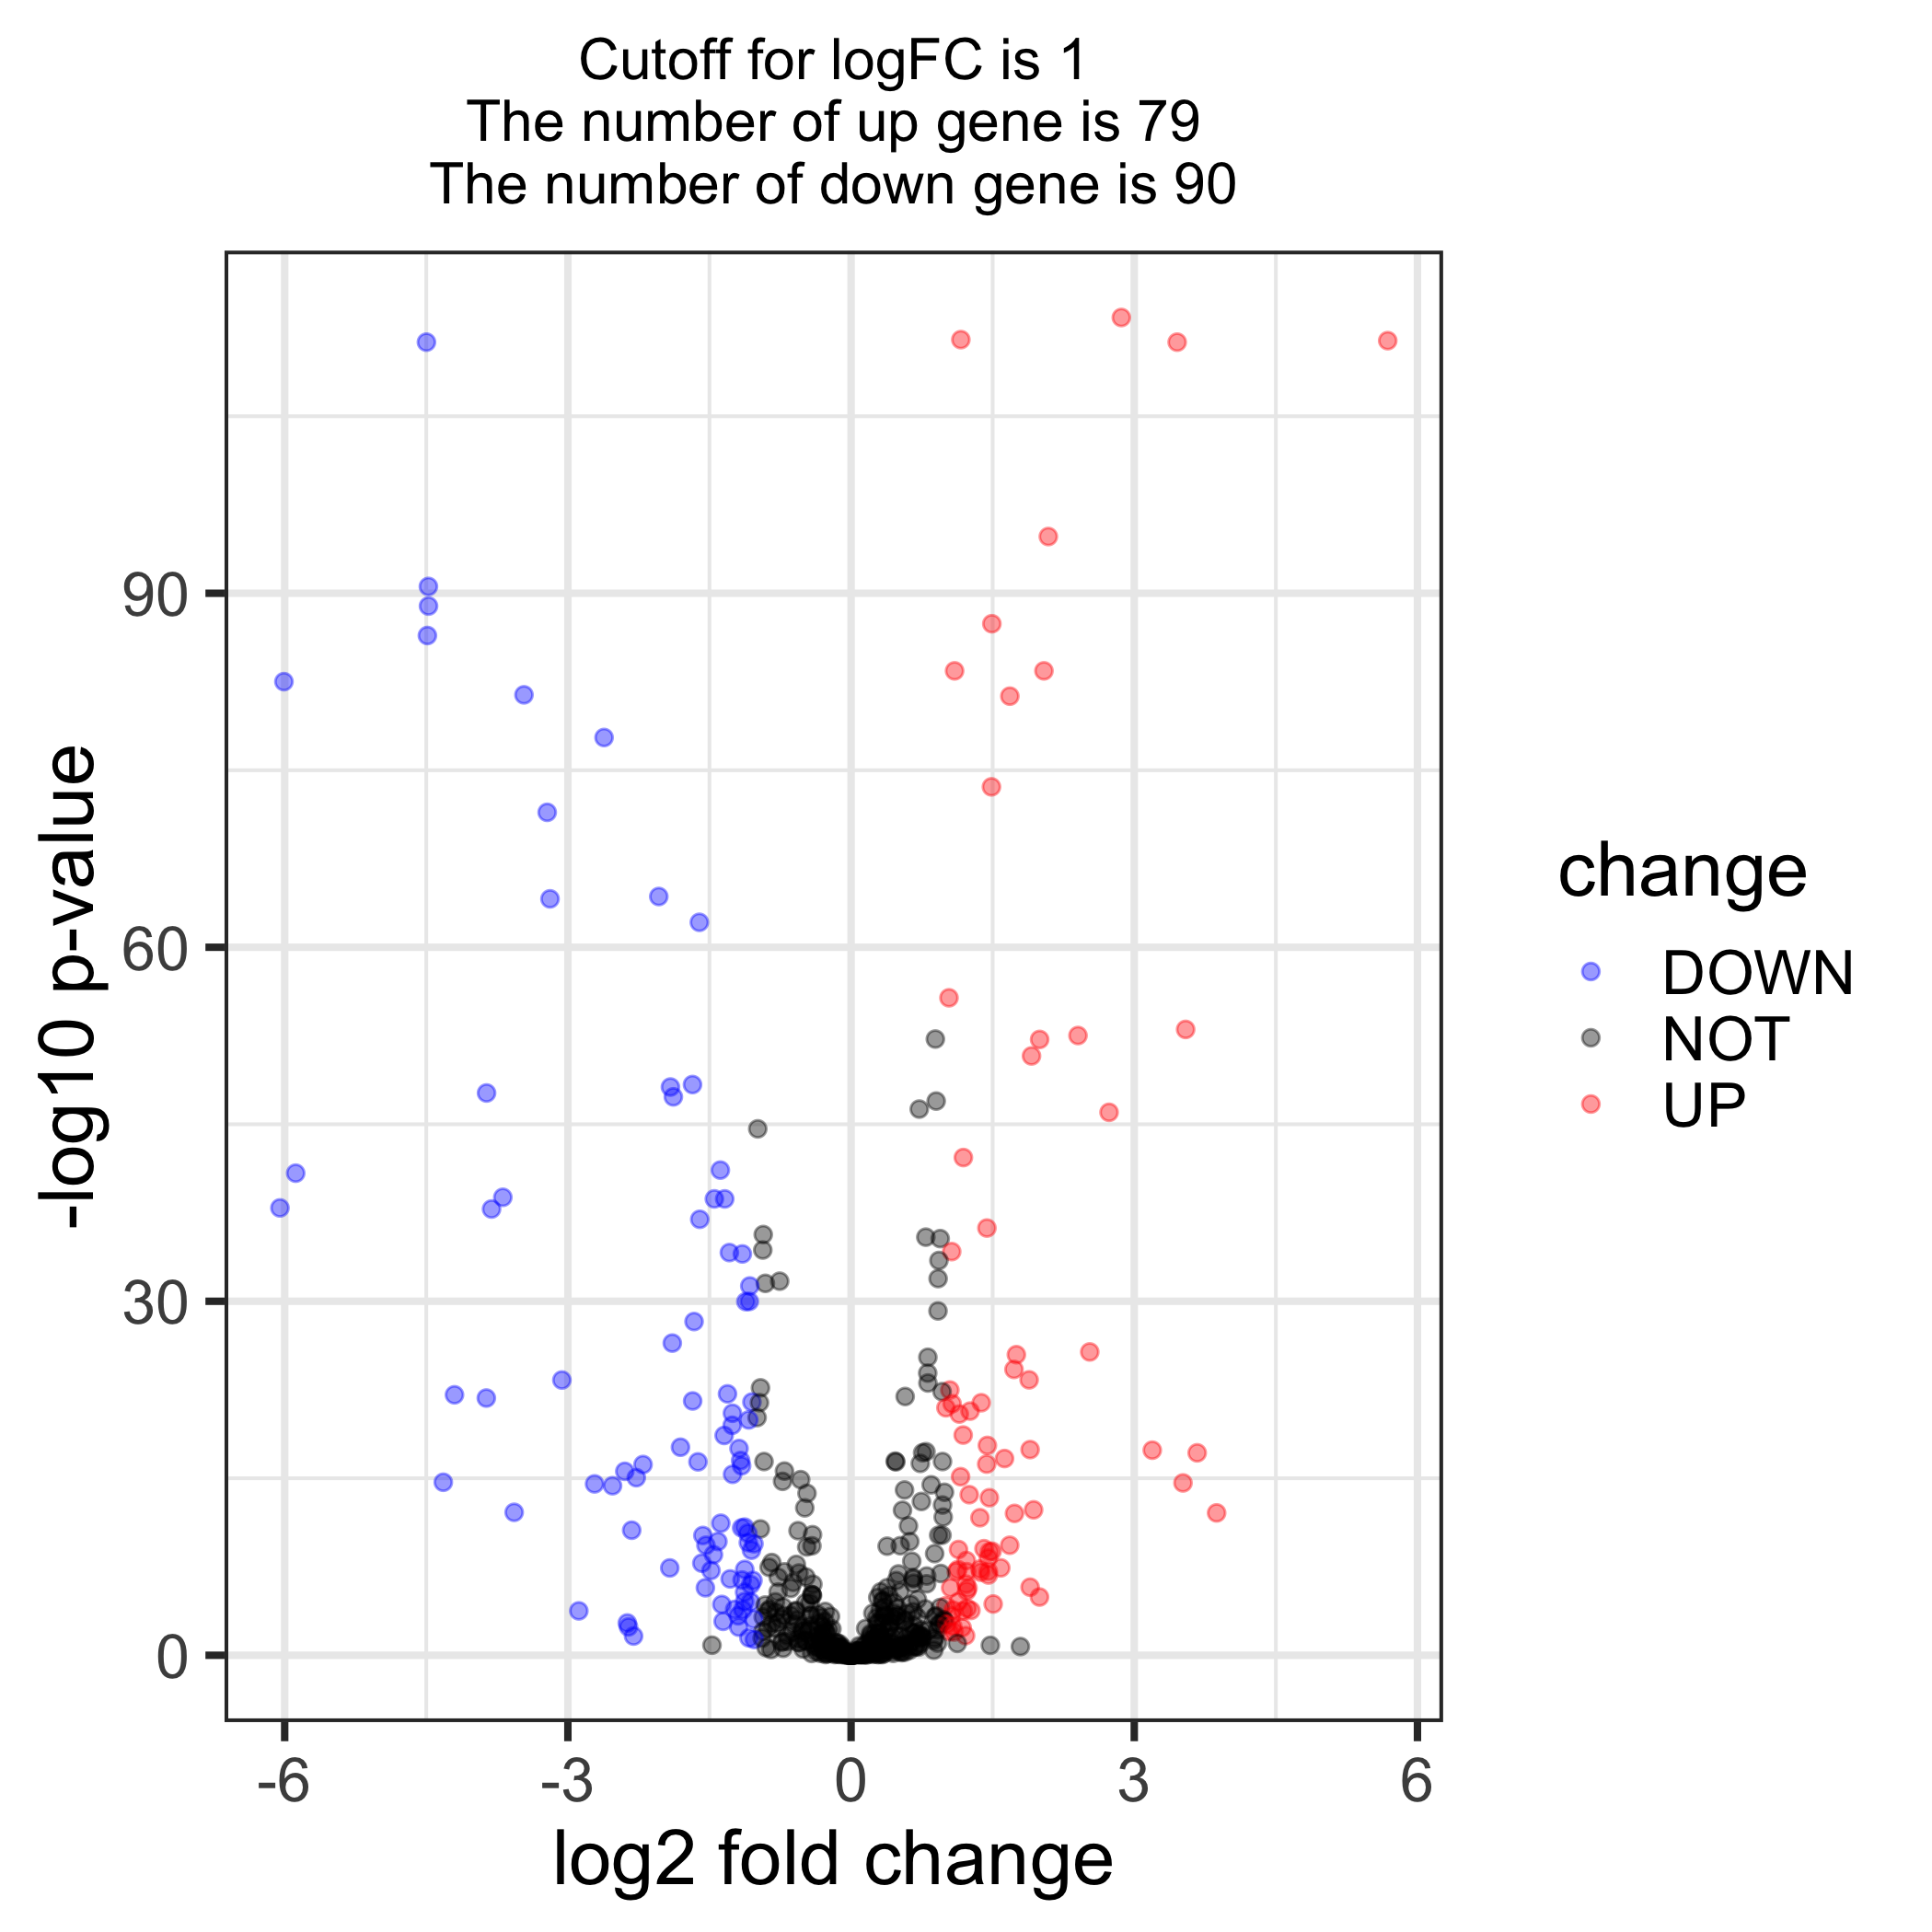 Cutoff for logFC is 1
The number of up gene is 79
The number of down gene is 90
-log10 p-value
90
60
30
0
-6 -3 0 3 6
log2 fold change
change
DOWN
NOT
UP